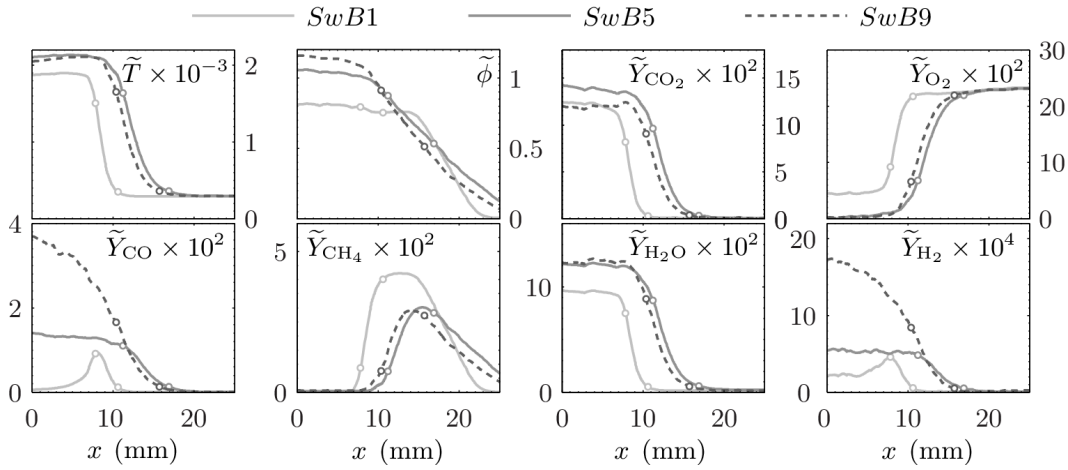 SwB1 SwB5 SwB9
T̃ × 10⁻³ ϕ̃ Ỹ_CO₂ × 10² Ỹ_O₂ × 10²
2 1 0
1 0.5 0
15 10 5 0
30 20 10 0
Ỹ_CO × 10² Ỹ_CH₄ × 10² Ỹ_H₂O × 10² Ỹ_H₂ × 10⁴
4 2 0
5 0
10 0
20 10 0
0 10 20 0 10 20 0 10 20 0 10 20
x (mm) x (mm) x (mm) x (mm)